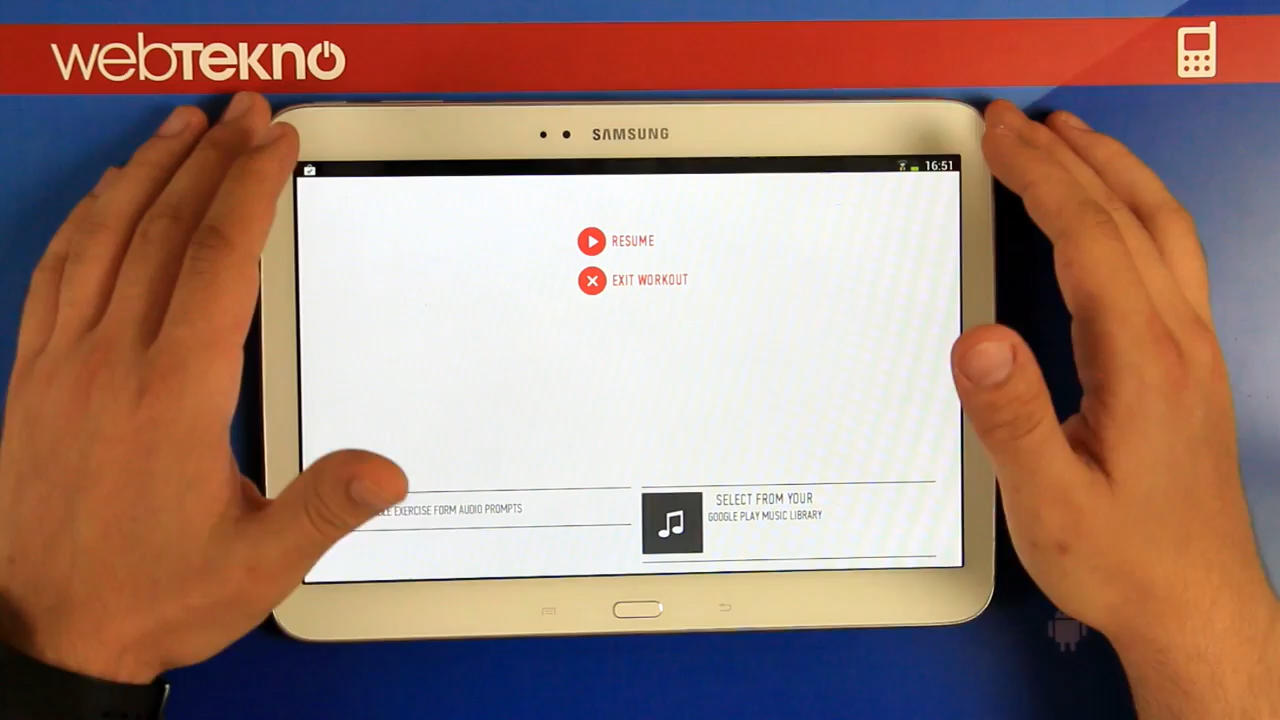 webTEKNO
SAMSUNG
16:51
RESUME
EXIT WORKOUT
EXERCISE FORM AUDIO PROMPTS
SELECT FROM YOUR
GOOGLE PLAY MUSIC LIBRARY